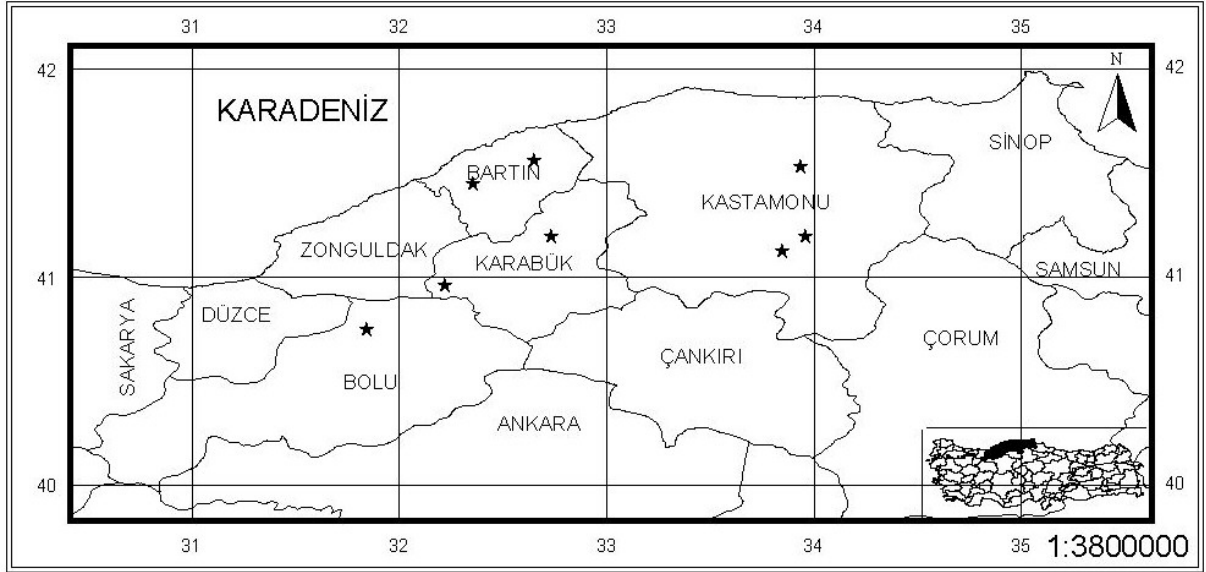 31 32 33 34 35
42 42
N
KARADENİZ
SİNOP
BARTIN
KASTAMONU
ZONGULDAK
KARABÜK
SAMSUN
41 41
SAKARYA
DÜZCE
ÇORUM
ÇANKIRI
BOLU
ANKARA
40 40
31 32 33 34 35
1:3800000